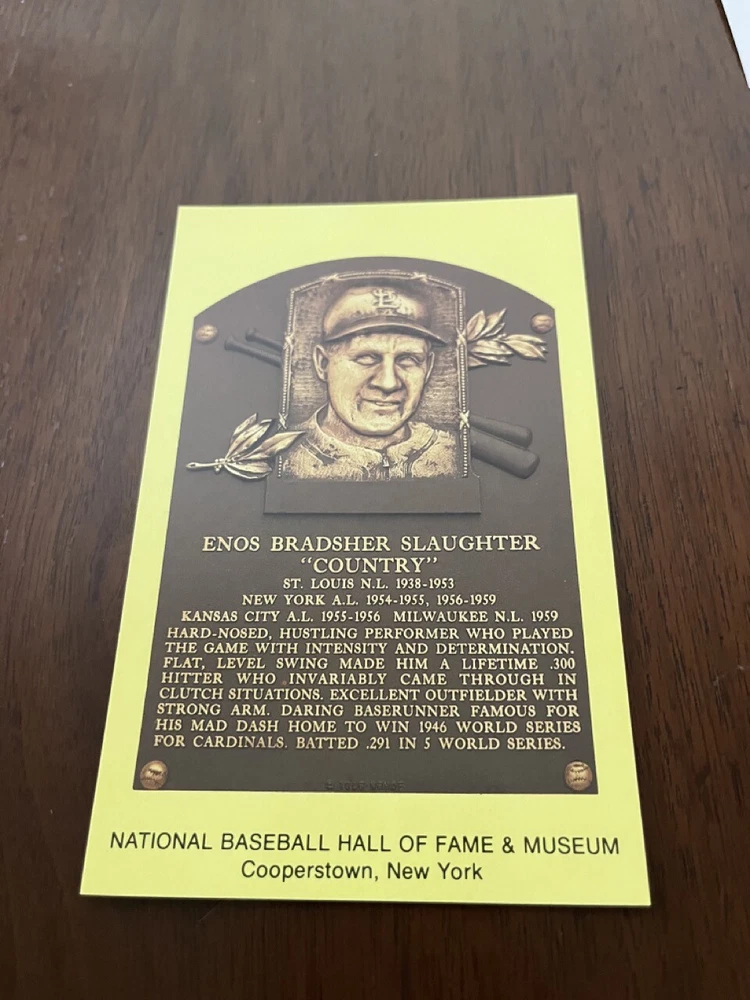 ENOS BRADSHER SLAUGHTER
"COUNTRY"
ST. LOUIS N.L. 1938-1953
NEW YORK A.L. 1954-1955, 1956-1959
KANSAS CITY A.L. 1955-1956 MILWAUKEE N.L. 1959
HARD-NOSED, HUSTLING PERFORMER WHO PLAYED
THE GAME WITH INTENSITY AND DETERMINATION.
FLAT, LEVEL SWING MADE HIM A LIFETIME .300
HITTER WHO INVARIABLY CAME THROUGH IN
CLUTCH SITUATIONS. EXCELLENT OUTFIELDER WITH
STRONG ARM. DARING BASERUNNER FAMOUS FOR
HIS MAD DASH HOME TO WIN 1946 WORLD SERIES
FOR CARDINALS. BATTED .291 IN 5 WORLD SERIES.
NATIONAL BASEBALL HALL OF FAME & MUSEUM
Cooperstown, New York